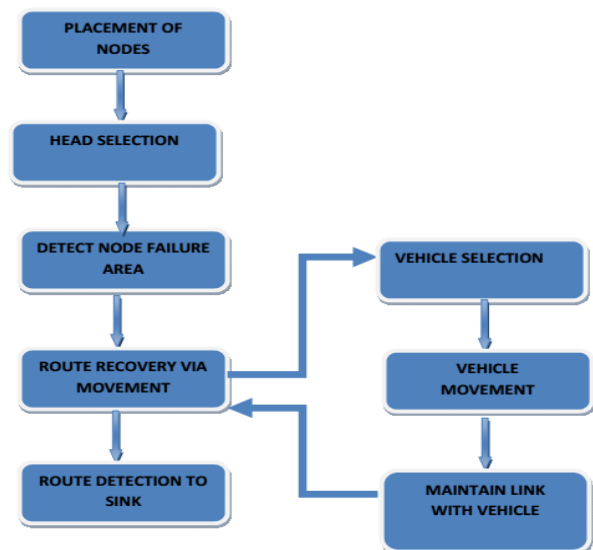 PLACEMENT OF
NODES
HEAD SELECTION
DETECT NODE FAILURE
AREA
ROUTE RECOVERY VIA
MOVEMENT
ROUTE DETECTION TO
SINK
VEHICLE SELECTION
VEHICLE
MOVEMENT
MAINTAIN LINK
WITH VEHICLE